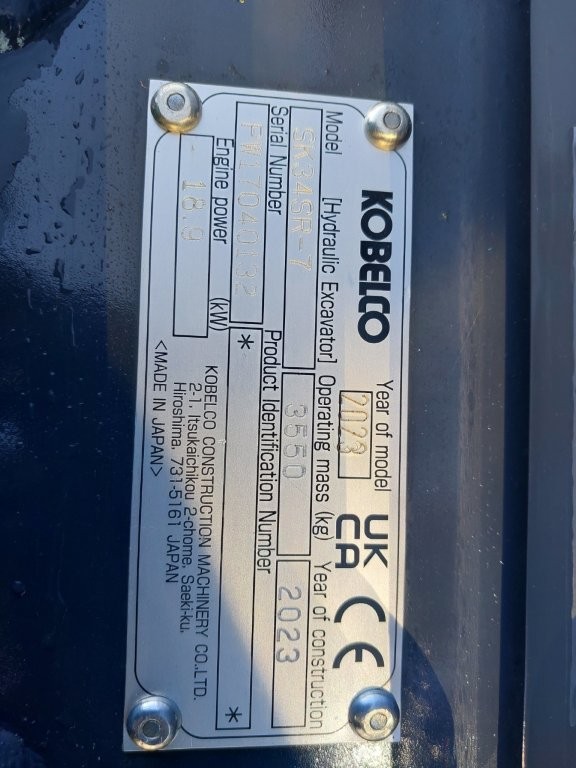 KOBELCO
Year of model
2023
UK
CA
CE
Model [Hydraulic Excavator]
Operating mass (kg)
Year of construction
SK34SR-7
3550
2023
Serial Number
Product Identification Number
* *
Engine power (kW)
18.9
KOBELCO CONSTRUCTION MACHINERY CO.,LTD.
2-1, Itsukaichikou 2-chome, Saeki-ku,
Hiroshima, 731-5161 JAPAN
<MADE IN JAPAN>